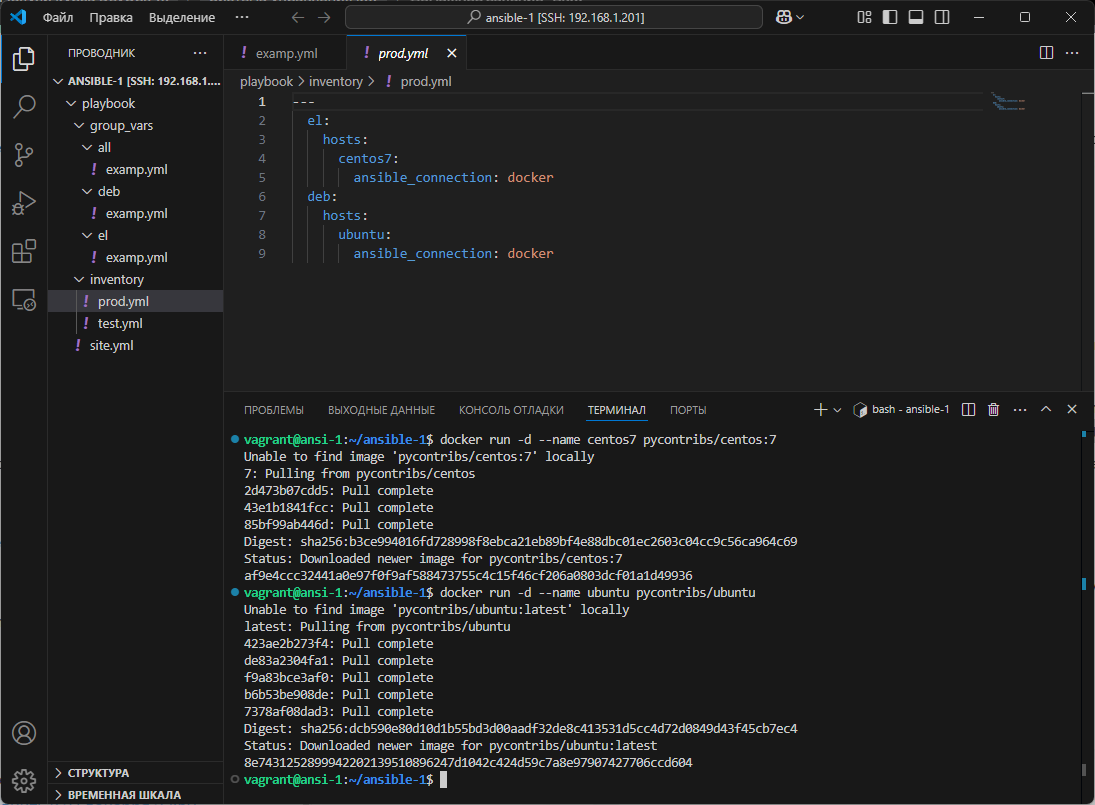 Файл Правка Выделение ··· ansible-1 [SSH: 192.168.1.201]
ПРОВОДНИК ···
ANSIBLE-1 [SSH: 192.168.1....
playbook
group_vars
all
! examp.yml
deb
! examp.yml
el
! examp.yml
inventory
! prod.yml
! test.yml
! site.yml
СТРУКТУРА
ВРЕМЕННАЯ ШКАЛА
! examp.yml ! prod.yml
playbook > inventory > ! prod.yml
1 ---
2 el:
3 hosts:
4 centos7:
5 ansible_connection: docker
6 deb:
7 hosts:
8 ubuntu:
9 ansible_connection: docker
ПРОБЛЕМЫ ВЫХОДНЫЕ ДАННЫЕ КОНСОЛЬ ОТЛАДКИ ТЕРМИНАЛ ПОРТЫ bash - ansible-1 ···
vagrant@ansi-1:~/ansible-1$ docker run -d --name centos7 pycontribs/centos:7
Unable to find image 'pycontribs/centos:7' locally
7: Pulling from pycontribs/centos
2d473b07cdd5: Pull complete
43e1b1841fcc: Pull complete
85bf99ab446d: Pull complete
Digest: sha256:b3ce994016fd728998f8ebca21eb89bf4e88dbc01ec2603c04cc9c56ca964c69
Status: Downloaded newer image for pycontribs/centos:7
af9e4ccc32441a0e97f0f9af588473755c4c15f46cf206a0803dcf01a1d49936
vagrant@ansi-1:~/ansible-1$ docker run -d --name ubuntu pycontribs/ubuntu
Unable to find image 'pycontribs/ubuntu:latest' locally
latest: Pulling from pycontribs/ubuntu
423ae2b273f4: Pull complete
de83a2304fa1: Pull complete
f9a83bce3af0: Pull complete
b6b53be908de: Pull complete
7378af08dad3: Pull complete
Digest: sha256:dcb590e80d10d1b55bd3d00aadf32de8c413531d5cc4d72d0849d43f45cb7ec4
Status: Downloaded newer image for pycontribs/ubuntu:latest
8e7431252899942202139510896247d1042c424d59c7a8e97907427706ccd604
vagrant@ansi-1:~/ansible-1$